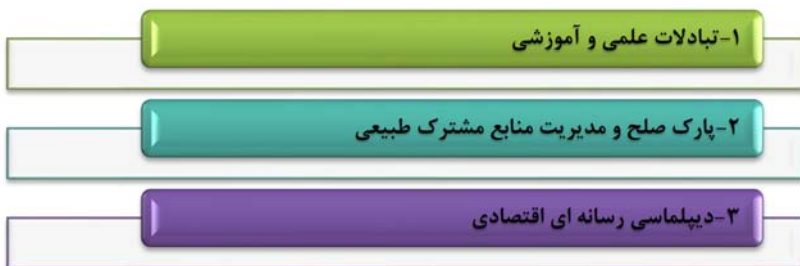 ۱-تبادلات علمی و آموزشی
۲-پارک صلح و مدیریت منابع مشترک طبیعی
۳-دیپلماسی رسانه ای اقتصادی